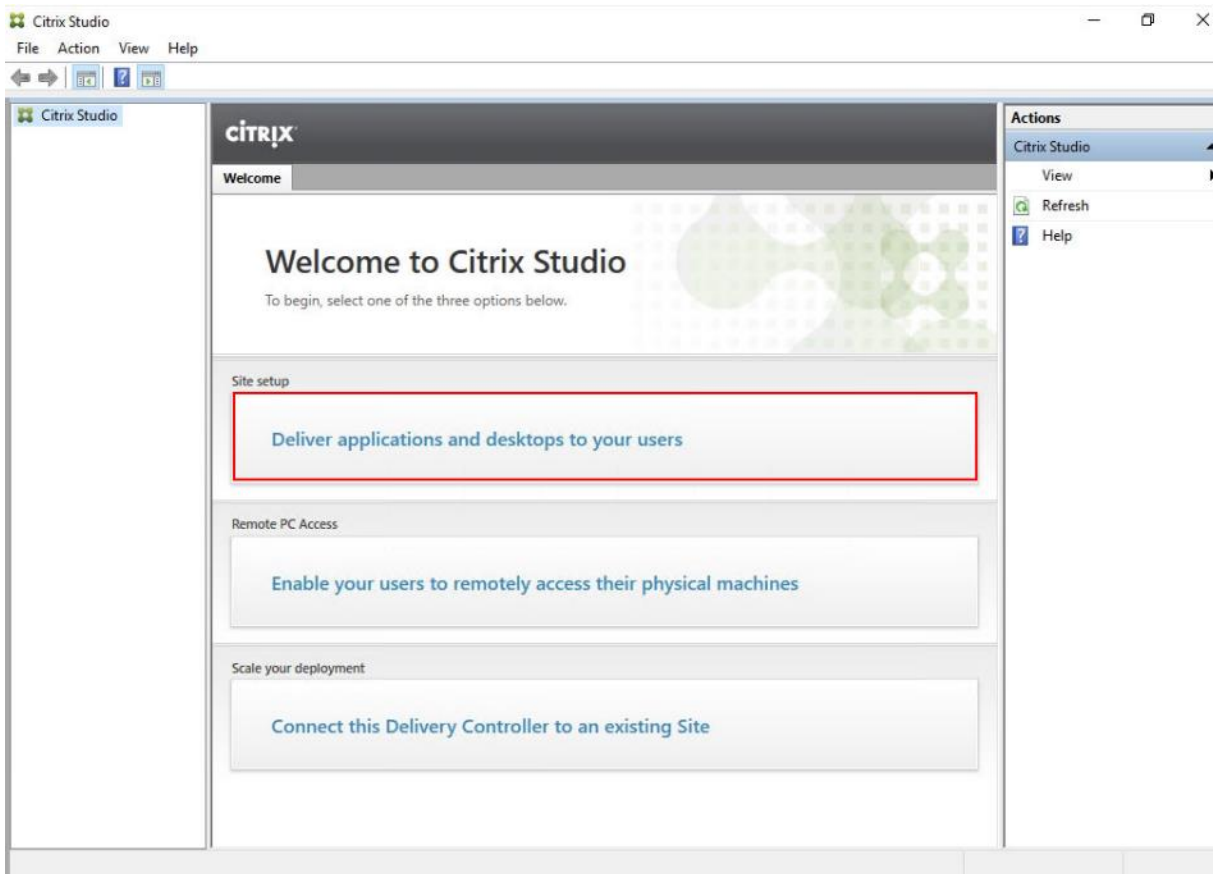 Citrix Studio
File Action View Help
Citrix Studio
CİTRIX
Welcome
Welcome to Citrix Studio
To begin, select one of the three options below.
Site setup
Deliver applications and desktops to your users
Remote PC Access
Enable your users to remotely access their physical machines
Scale your deployment
Connect this Delivery Controller to an existing Site
Actions
Citrix Studio
View
Refresh
Help